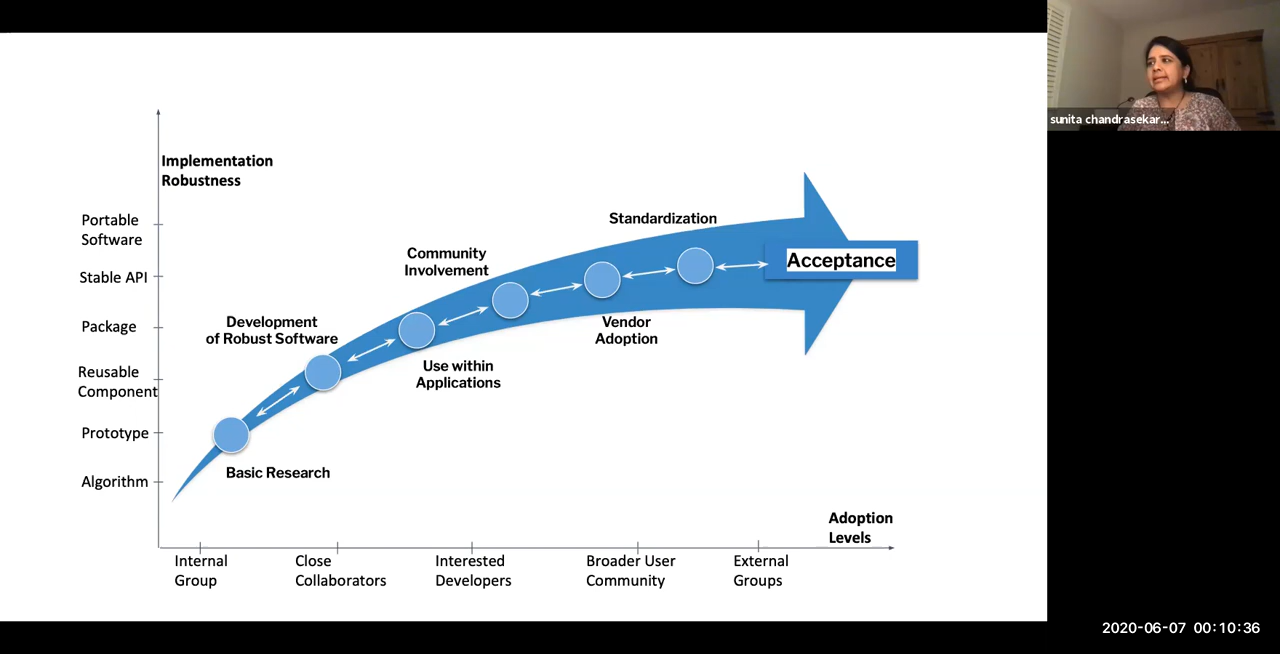 sunita chandrasekar...
Implementation
Robustness
Portable
Software
Stable API
Package
Reusable
Component
Prototype
Algorithm
Standardization
Community
Involvement
Acceptance
Development
of Robust Software
Vendor
Adoption
Use within
Applications
Basic Research
Adoption
Levels
Internal
Group
Close
Collaborators
Interested
Developers
Broader User
Community
External
Groups
2020-06-07 00:10:36